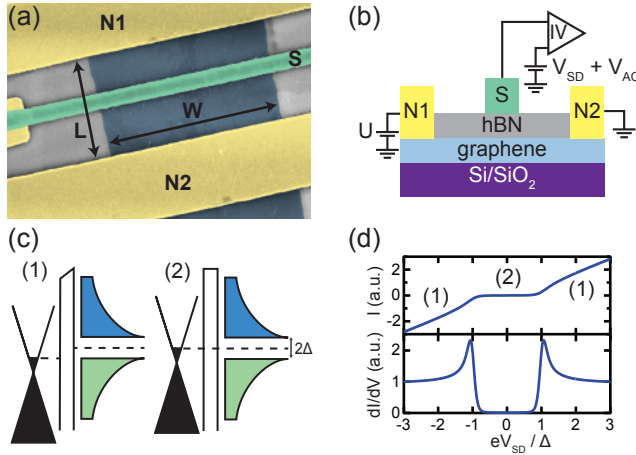 (a)
N1
S
L
W
N2
(b)
IV
V_SD + V_AC
S
N1
N2
U
hBN
graphene
Si/SiO₂
(c)
(1)
(2)
2Δ
(d)
I (a.u.)
2
0
-2
(1)
(2)
(1)
dI/dV (a.u.)
2
1
0
-3 -2 -1 0 1 2 3
eV_SD / Δ